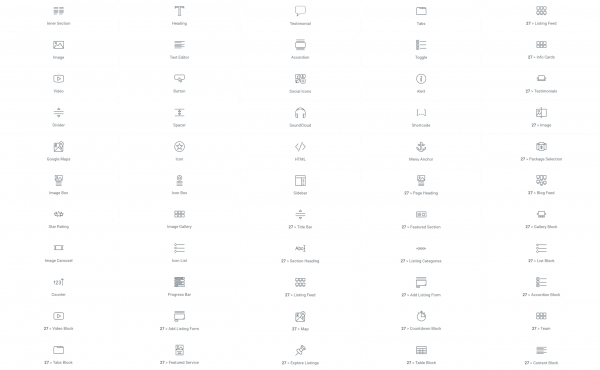 Inner Section
Heading
Testimonial
Tabs
27 > Listing Feed
Image
Text Editor
Accordion
Toggle
27 > Info Cards
Video
Button
Social Icons
Alert
27 > Testimonials
Divider
Spacer
SoundCloud
Shortcode
27 > Image
Google Maps
Icon
HTML
Menu Anchor
27 > Package Selection
Image Box
Icon Box
Sidebar
27 > Page Heading
27 > Blog Feed
Star Rating
Image Gallery
27 > Title Bar
27 > Featured Section
27 > Gallery Block
Image Carousel
Icon List
27 > Section Heading
27 > Listing Categories
27 > List Block
Counter
Progress Bar
27 > Listing Feed
27 > Add Listing Form
27 > Accordion Block
27 > Video Block
27 > Add Listing Form
27 > Map
27 > Countdown Block
27 > Team
27 > Tabs Block
27 > Featured Service
27 > Explore Listings
27 > Table Block
27 > Content Block